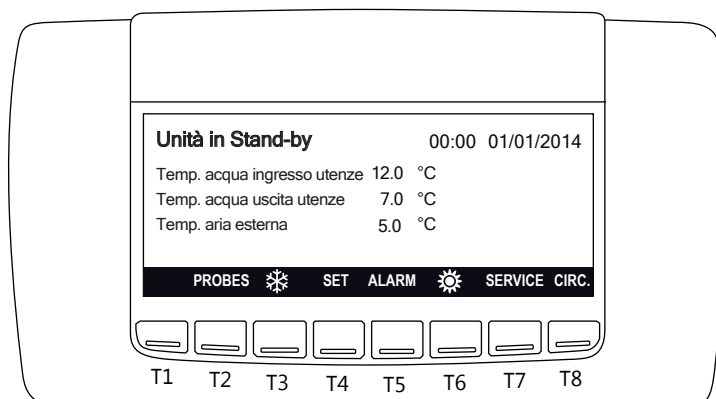 Unità in Stand-by 00:00 01/01/2014
Temp. acqua ingresso utenze 12.0 °C
Temp. acqua uscita utenze 7.0 °C
Temp. aria esterna 5.0 °C
PROBES SET ALARM SERVICE CIRC.
T1 T2 T3 T4 T5 T6 T7 T8